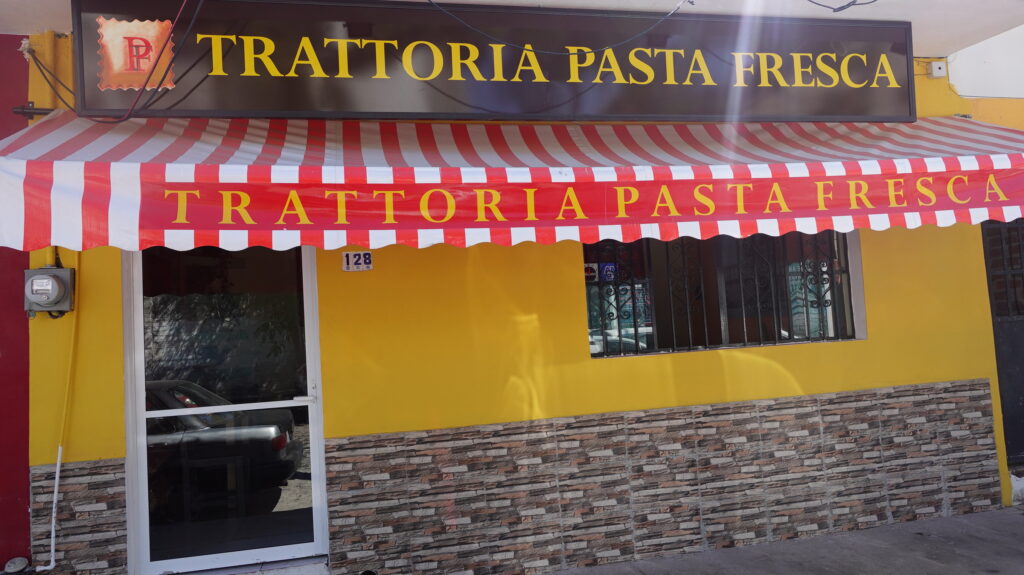 PF
TRATTORIA PASTA FRESCA
TRATTORIA PASTA FRESCA
128